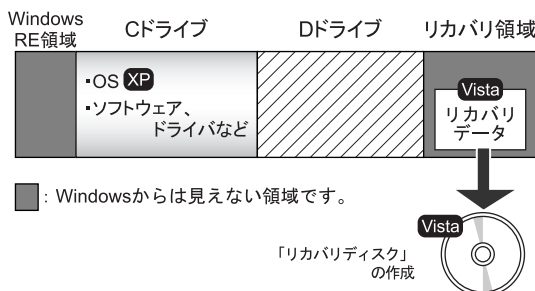 Windows
RE領域
Cドライブ
Dドライブ
リカバリ領域
・OS XP
・ソフトウェア、
ドライバなど
Vista
リカバリ
データ
: Windowsからは見えない領域です。
Vista
「リカバリディスク」
の作成